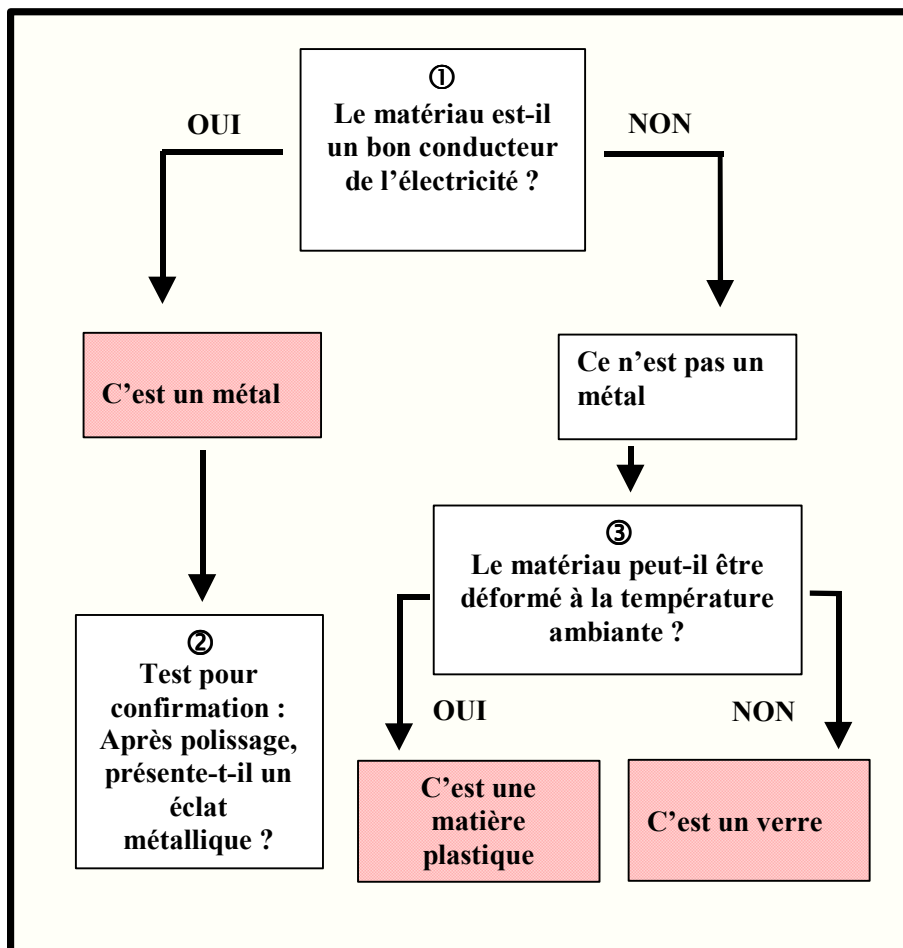 ①
Le matériau est-il
un bon conducteur
de l’électricité ?
OUI
NON
C’est un métal
Ce n’est pas un
métal
③
Le matériau peut-il être
déformé à la température
ambiante ?
②
Test pour
confirmation :
Après polissage,
présente-t-il un
éclat
métallique ?
OUI
NON
C’est une
matière
plastique
C’est un verre